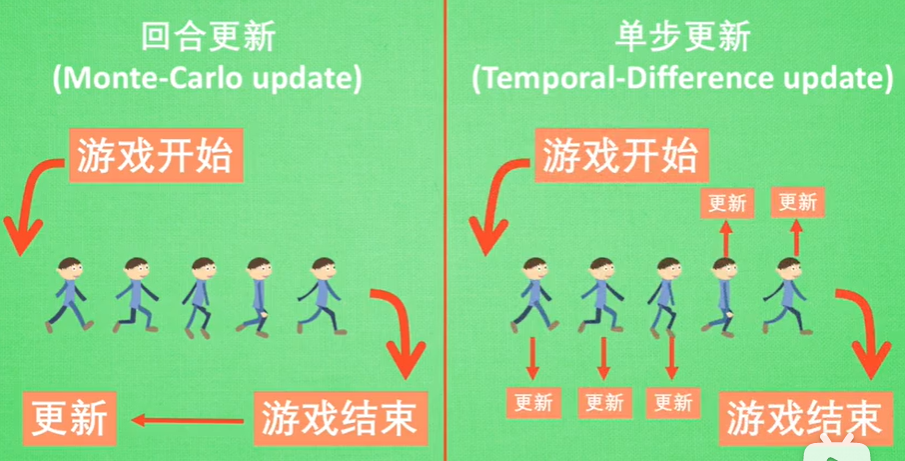 回合更新
(Monte-Carlo update)
游戏开始
游戏结束
更新
单步更新
(Temporal-Difference update)
游戏开始
更新
更新
更新
更新
更新
游戏结束